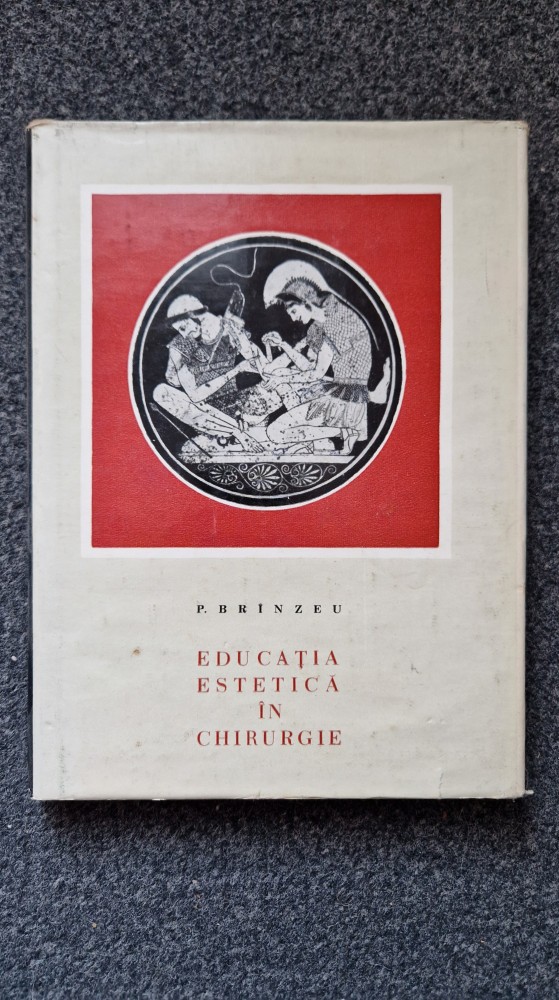 P. BRÎNZEU
EDUCAȚIA
ESTETICĂ
ÎN
CHIRURGIE